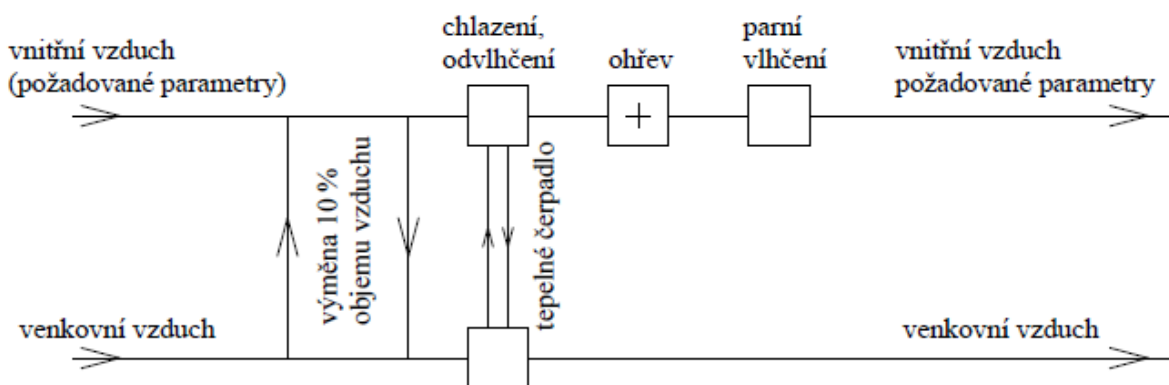 vnitřní vzduch
(požadované parametry)
chlazení,
odvlhčení
ohřev
parní
vlhčení
vnitřní vzduch
požadované parametry
výměna 10 %
objemu vzduchu
tepelné čerpadlo
venkovní vzduch
venkovní vzduch